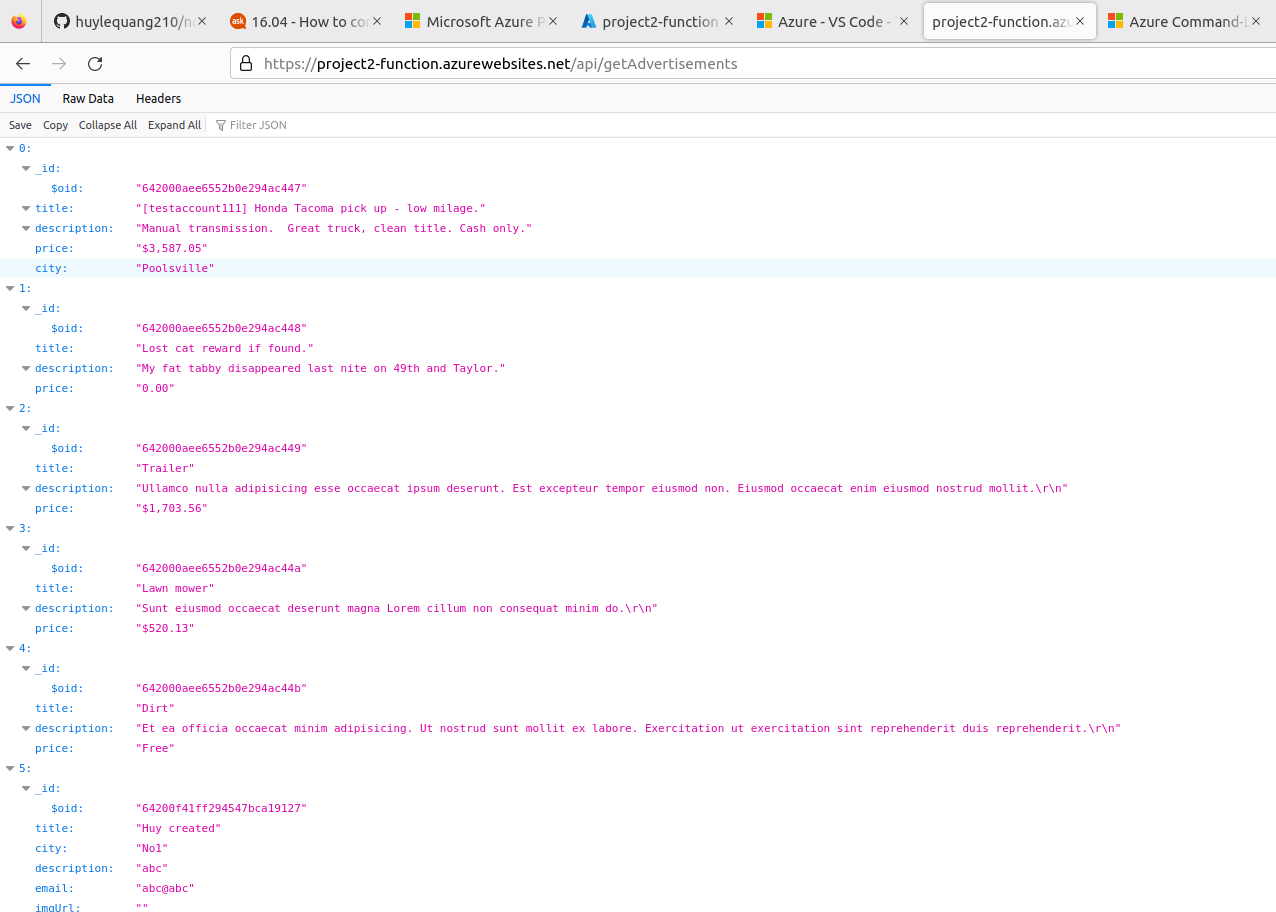 huylequang210/n
16.04 - How to co
Microsoft Azure P
project2-function
Azure - VS Code -
project2-function.azu
Azure Command-L
https://project2-function.azurewebsites.net/api/getAdvertisements
JSON Raw Data Headers
Save Copy Collapse All Expand All Filter JSON
0:
_id:
$oid: "642000aee6552b0e294ac447"
title: "[testaccount111] Honda Tacoma pick up - low milage."
description: "Manual transmission.  Great truck, clean title. Cash only."
price: "$3,587.05"
city: "Poolsville"
1:
_id:
$oid: "642000aee6552b0e294ac448"
title: "Lost cat reward if found."
description: "My fat tabby disappeared last nite on 49th and Taylor."
price: "0.00"
2:
_id:
$oid: "642000aee6552b0e294ac449"
title: "Trailer"
description: "Ullamco nulla adipisicing esse occaecat ipsum deserunt. Est excepteur tempor eiusmod non. Eiusmod occaecat enim eiusmod nostrud mollit.\r\n"
price: "$1,703.56"
3:
_id:
$oid: "642000aee6552b0e294ac44a"
title: "Lawn mower"
description: "Sunt eiusmod occaecat deserunt magna Lorem cillum non consequat minim do.\r\n"
price: "$520.13"
4:
_id:
$oid: "642000aee6552b0e294ac44b"
title: "Dirt"
description: "Et ea officia occaecat minim adipisicing. Ut nostrud sunt mollit ex labore. Exercitation ut exercitation sint reprehenderit duis reprehenderit.\r\n"
price: "Free"
5:
_id:
$oid: "64200f41ff294547bca19127"
title: "Huy created"
city: "No1"
description: "abc"
email: "abc@abc"
imgUrl: ""